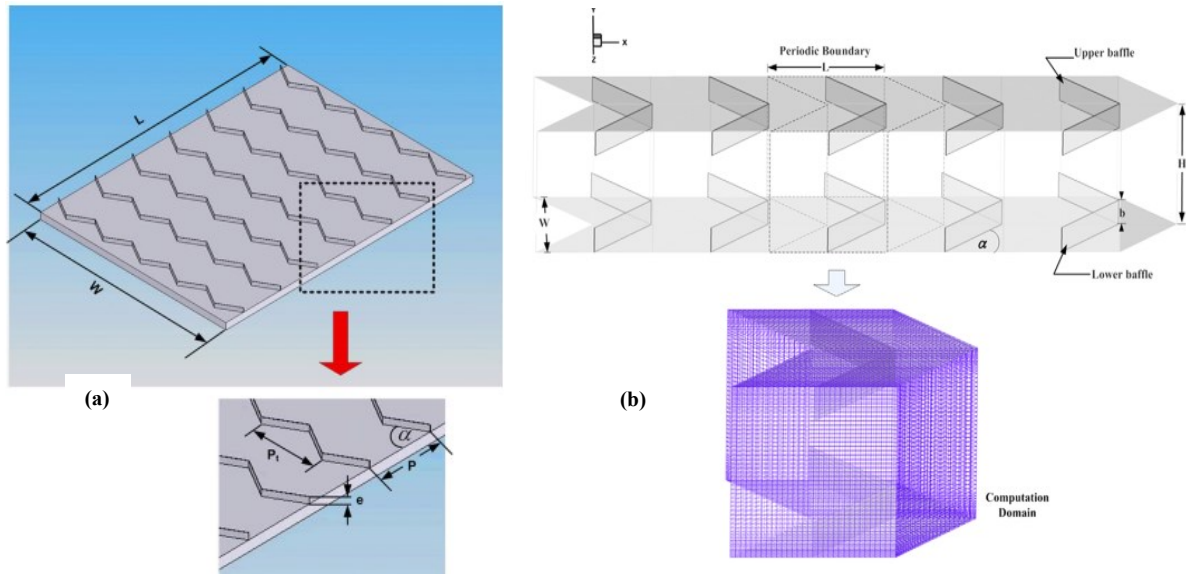 L
W
(a)
α
Pt
P
e
Y
X
Z
Periodic Boundary
L
Upper baffle
H
W
b
α
Lower baffle
(b)
Computation
Domain